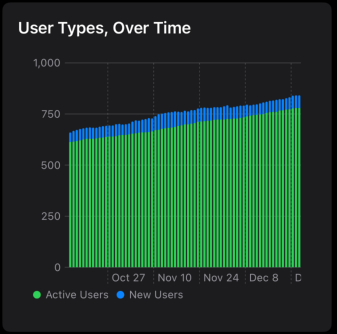 User Types, Over Time
1,000
750
500
250
0
Oct 27 Nov 10 Nov 24 Dec 8 D
Active Users New Users